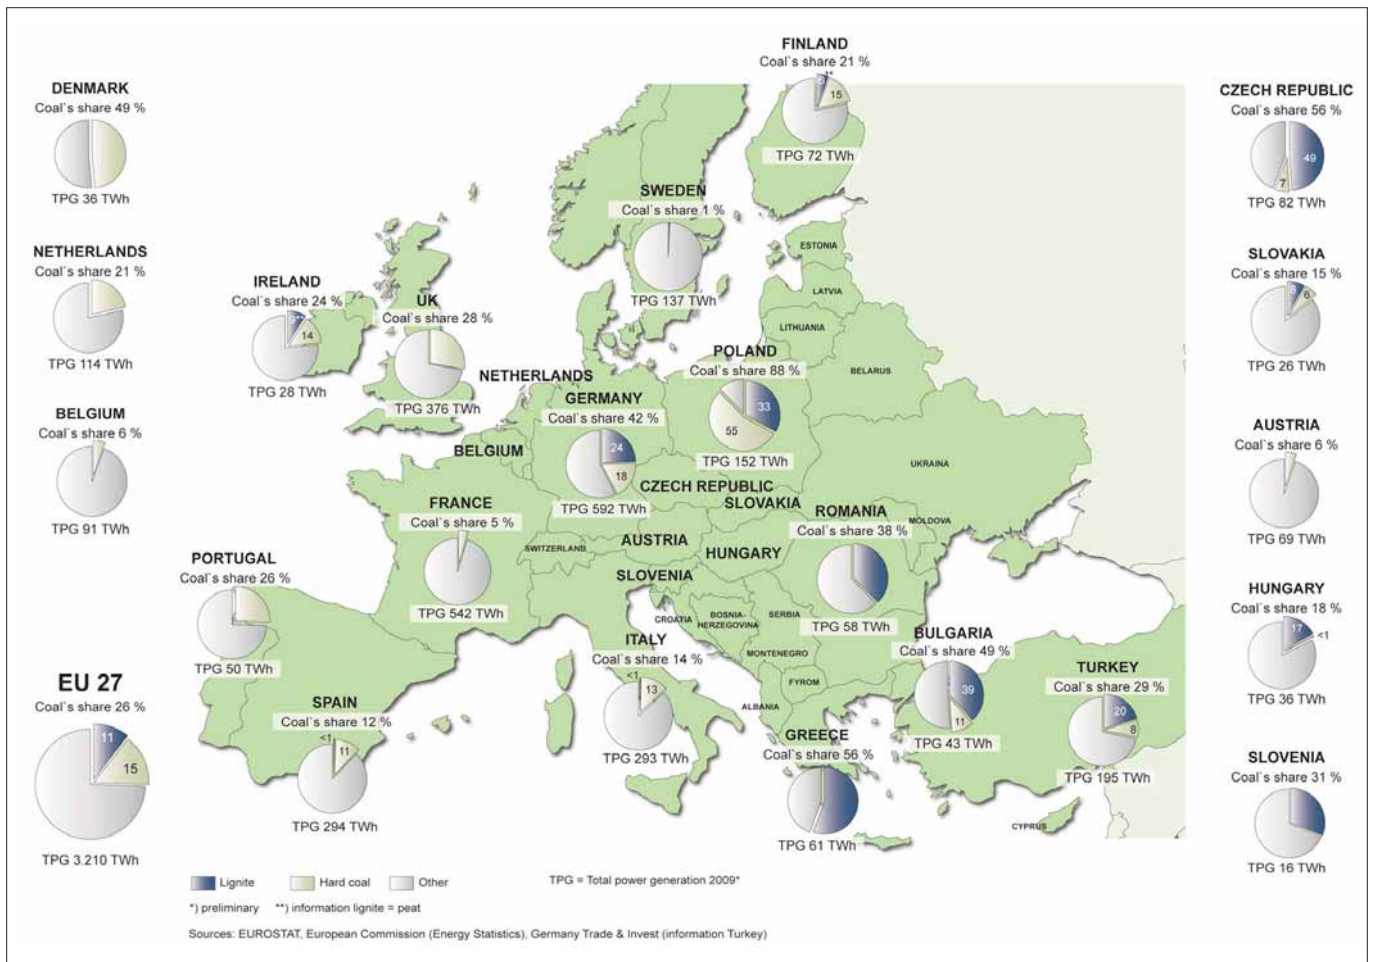 FINLAND
Coal`s share 21 %
**
15
TPG 72 TWh
DENMARK
Coal`s share 49 %
TPG 36 TWh
CZECH REPUBLIC
Coal`s share 56 %
49
7
TPG 82 TWh
SWEDEN
Coal`s share 1 %
TPG 137 TWh
NETHERLANDS
Coal`s share 21 %
TPG 114 TWh
IRELAND
Coal`s share 24 %
14
TPG 28 TWh
UK
Coal`s share 28 %
TPG 376 TWh
ESTONIA
LATVIA
LITHUANIA
BELARUS
SLOVAKIA
Coal`s share 15 %
8
6
TPG 26 TWh
POLAND
Coal`s share 88 %
33
55
TPG 152 TWh
NETHERLANDS
GERMANY
Coal`s share 42 %
24
18
TPG 592 TWh
BELGIUM
Coal`s share 6 %
TPG 91 TWh
BELGIUM
UKRAINA
AUSTRIA
Coal`s share 6 %
TPG 69 TWh
CZECH REPUBLIC
SLOVAKIA
FRANCE
Coal`s share 5 %
TPG 542 TWh
ROMANIA
Coal`s share 38 %
TPG 58 TWh
MOLDOVA
SWITZERLAND
AUSTRIA
HUNGARY
SLOVENIA
PORTUGAL
Coal`s share 26 %
TPG 50 TWh
HUNGARY
Coal`s share 18 %
17
<1
TPG 36 TWh
CROATIA
BOSNIA-
HERZEGOVINA
SERBIA
MONTENEGRO
FYROM
ALBANIA
ITALY
Coal`s share 14 %
<1
13
TPG 293 TWh
BULGARIA
Coal`s share 49 %
39
11
TPG 43 TWh
TURKEY
Coal`s share 29 %
20
8
TPG 195 TWh
EU 27
Coal`s share 26 %
11
15
TPG 3.210 TWh
SPAIN
Coal`s share 12 %
<1
11
TPG 294 TWh
GREECE
Coal`s share 56 %
TPG 61 TWh
CYPRUS
SLOVENIA
Coal`s share 31 %
TPG 16 TWh
Lignite
Hard coal
Other
TPG = Total power generation 2009*
*) preliminary **) information lignite = peat
Sources: EUROSTAT, European Commission (Energy Statistics), Germany Trade & Invest (information Turkey)